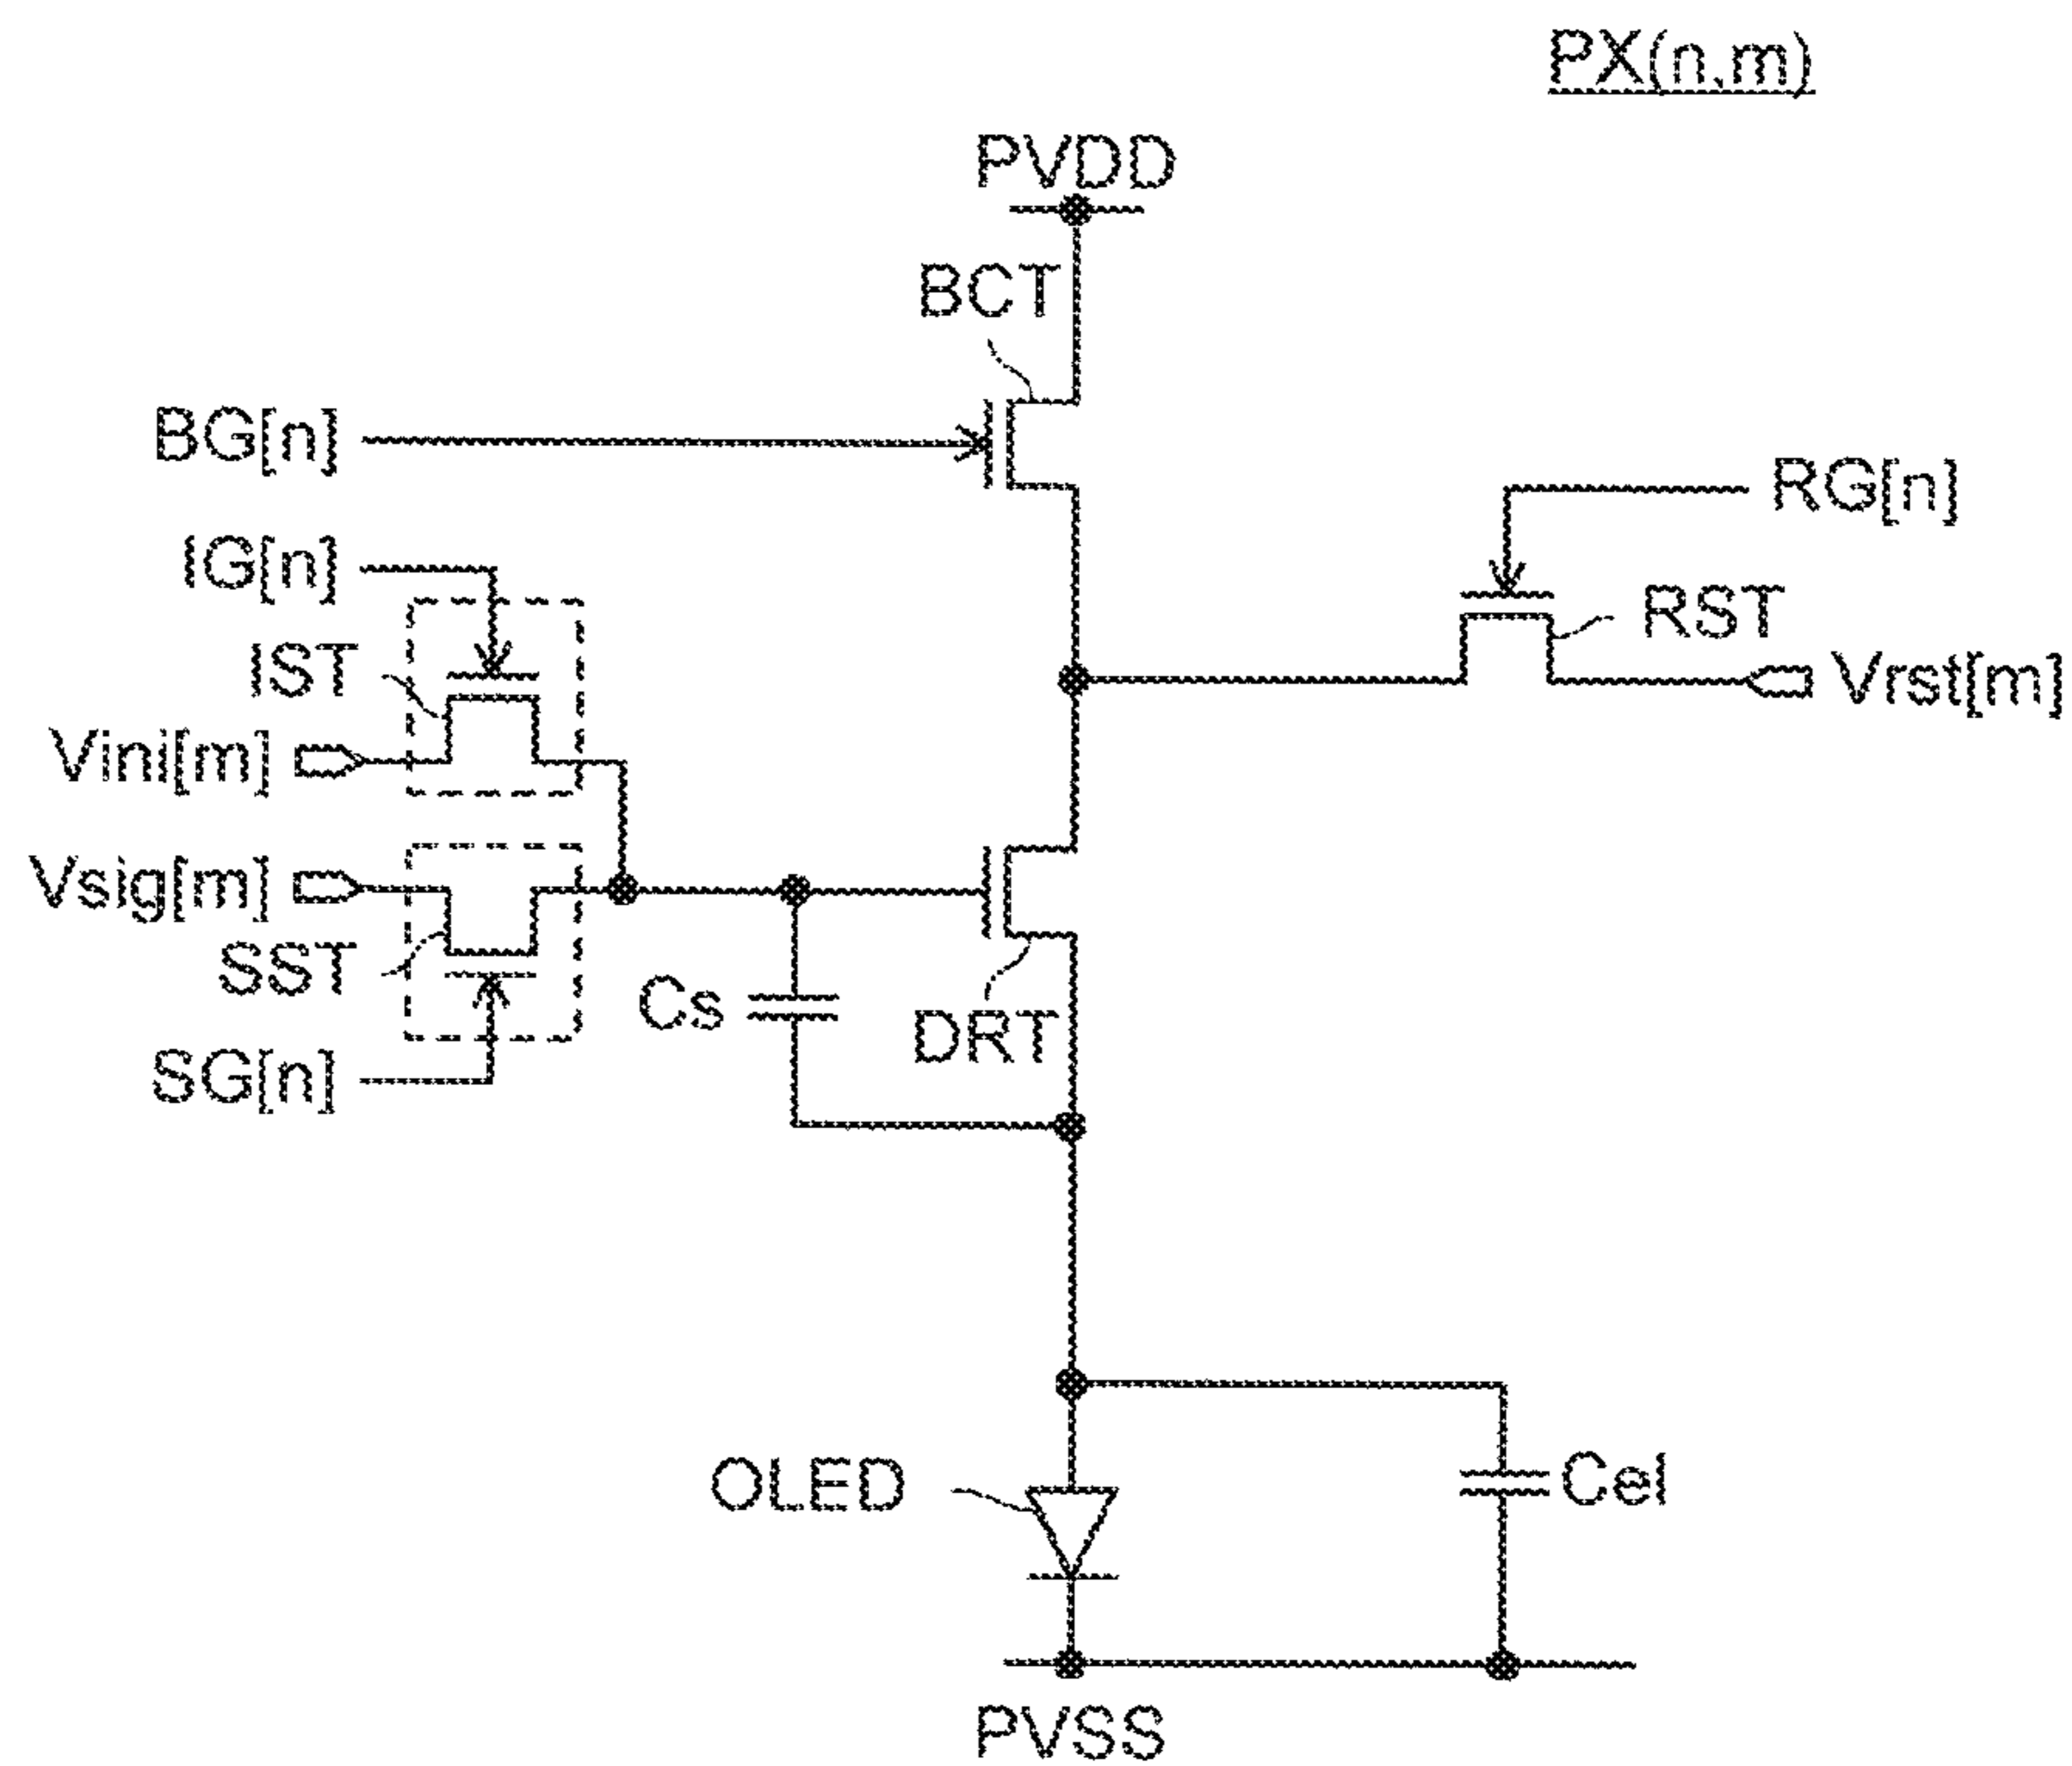 PX(n,m)
PVDD
BCT
BG[n]
RG[n]
IG[n]
RST
IST
Vrst[m]
Vini[m]
Vsig[m]
SST
Cs
DRT
SG[n]
OLED
Cel
PVSS